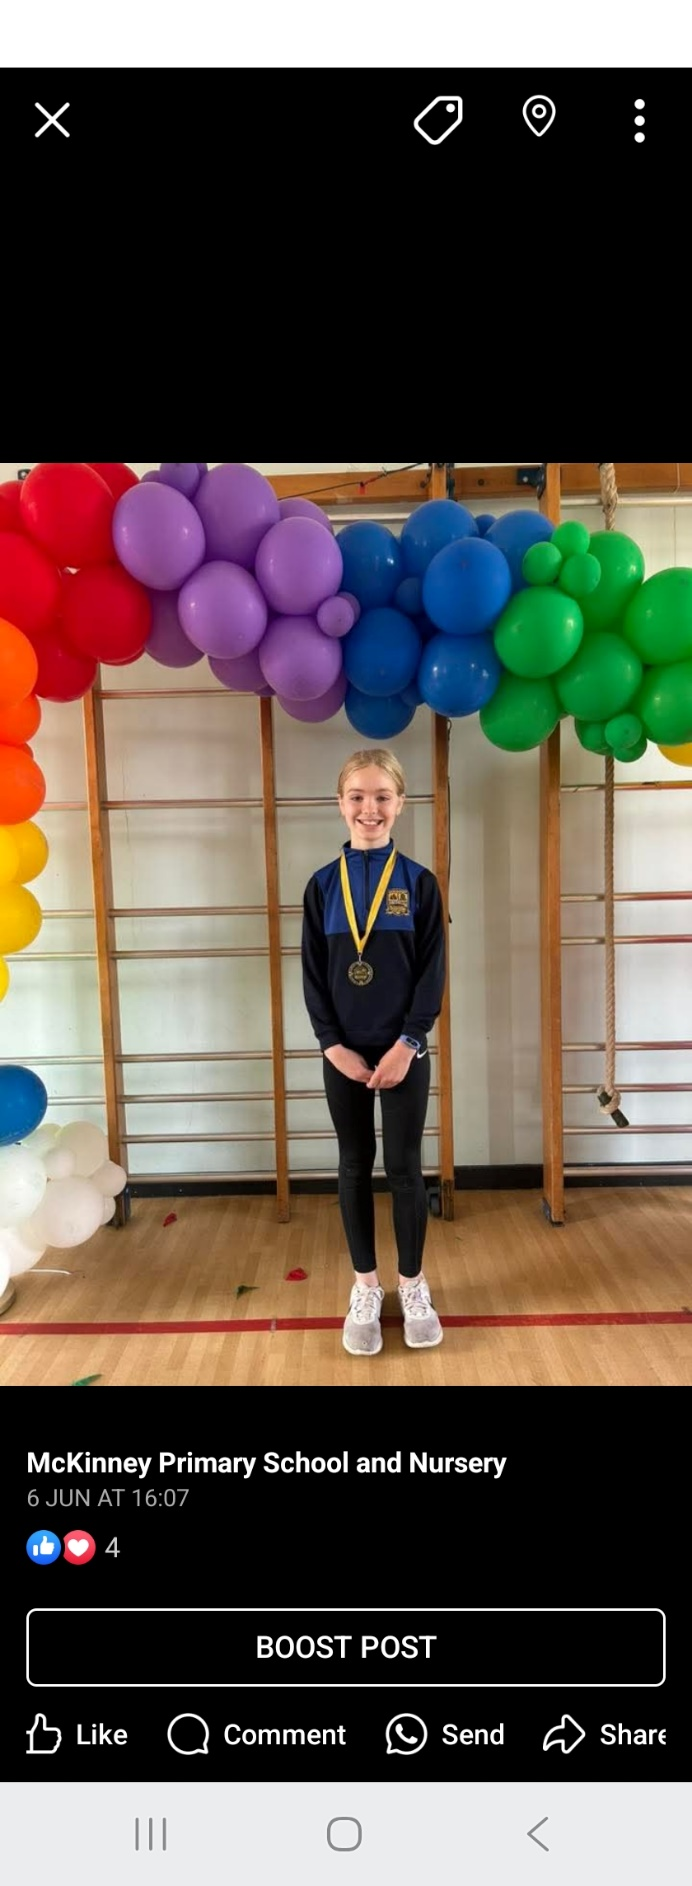 McKinney Primary School and Nursery
6 JUN AT 16:07
4
BOOST POST
Like Comment Send Share